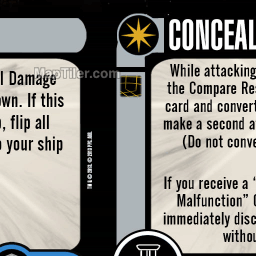 l Damage
own. If this
, flip all
o your ship
MapTiler.com
CONCEAL
While attacking
the Compare Res
card and convert
make a second a
(Do not conve
If you receive a "
Malfunction"
immediately disc
withou